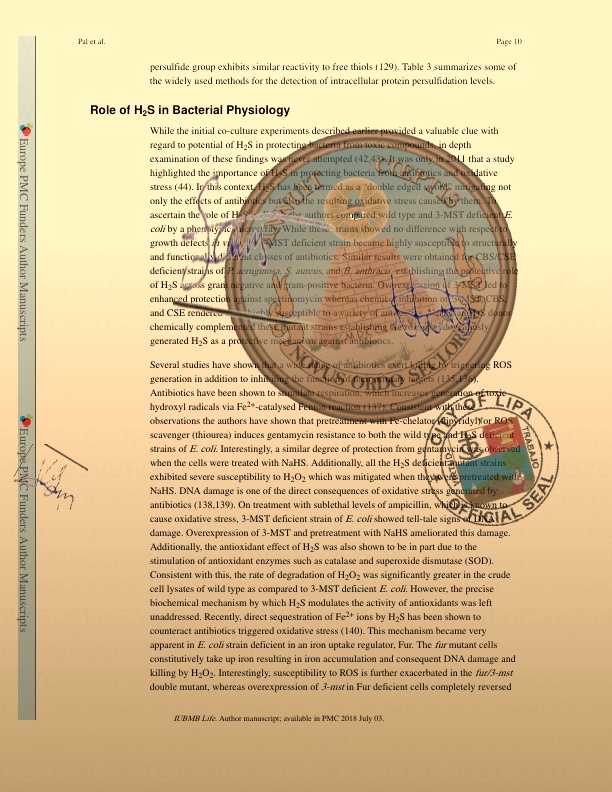 Pal et al.
Page 10
persulfide group exhibits similar reactivity to free thiols (129). Table 3 summarizes some of
the widely used methods for the detection of intracellular protein persulfidation levels.
Role of H₂S in Bacterial Physiology
While the initial co-culture experiments described earlier provided a valuable clue with
regard to potential of H₂S in protecting bacteria from toxic compounds, in depth
examination of these findings was never attempted (42,43). It was only in 2011 that a study
highlighted the importance of H₂S in protecting bacteria from antibiotics and oxidative
stress (44). In this context, H₂S has been termed as a "double edged sword" mitigating not
only the effects of antibiotics but also the resulting oxidative stress caused by them. To
ascertain the role of the authors compared wild type and 3-MST deficient E.
coli by a While these strains showed no difference with respect to
growth defects in MST deficient strain became highly susceptible to structurally
and classes of antibiotics. Similar results were obtained for CBS/CSE
deficient strains of P. aeruginosa, S. aureus, and B. anthracis, establishing the protective role
of H₂S across gram negative and gram-positive bacteria. Overexpression of 3-MST led to
enhanced protection against spectinomycin whereas chemical inhibition of 3-MST, CBS,
and CSE rendered highly susceptible to a variety of donor
chemically complemented these mutant strains establishing the
generated H₂S as a protective mechanism against antibiotics.
Several studies have shown that a wide range of antibiotics exert killing by triggering ROS
generation in addition to inhibiting the function of their primary targets (135,136).
Antibiotics have been shown to stimulate respiration, which increases generation of toxic
hydroxyl radicals via Fe²⁺-catalysed Fenton reaction (137). Consistent with these
observations the authors have shown that pretreatment with Fe-chelator (dipyridyl) or ROS
scavenger (thiourea) induces gentamycin resistance to both the wild type and H₂S deficient
strains of E. coli. Interestingly, a similar degree of protection from gentamycin was observed
when the cells were treated with NaHS. Additionally, all the H₂S deficient mutant strains
exhibited severe susceptibility to H₂O₂ which was mitigated when they were pretreated with
NaHS. DNA damage is one of the direct consequences of oxidative stress generated by
antibiotics (138,139). On treatment with sublethal levels of ampicillin, which is known to
cause oxidative stress, 3-MST deficient strain of E. coli showed tell-tale signs of DNA
damage. Overexpression of 3-MST and pretreatment with NaHS ameliorated this damage.
Additionally, the antioxidant effect of H₂S was also shown to be in part due to the
stimulation of antioxidant enzymes such as catalase and superoxide dismutase (SOD).
Consistent with this, the rate of degradation of H₂O₂ was significantly greater in the crude
cell lysates of wild type as compared to 3-MST deficient E. coli. However, the precise
biochemical mechanism by which H₂S modulates the activity of antioxidants was left
unaddressed. Recently, direct sequestration of Fe²⁺ ions by H₂S has been shown to
counteract antibiotics triggered oxidative stress (140). This mechanism became very
apparent in E. coli strain deficient in an iron uptake regulator, Fur. The fur mutant cells
constitutively take up iron resulting in iron accumulation and consequent DNA damage and
killing by H₂O₂. Interestingly, susceptibility to ROS is further exacerbated in the fur/3-mst
double mutant, whereas overexpression of 3-mst in Fur deficient cells completely reversed
IUBMB Life. Author manuscript; available in PMC 2018 July 03.
Europe PMC Funders Author Manuscripts
Europe PMC Funders Author Manuscripts
ANNUIT CŒPTIS
MDCCLXXVI
NOVUS ORDO SECLORUM
CITY OF LIPA
TRABAJO
OFFICIAL SEAL